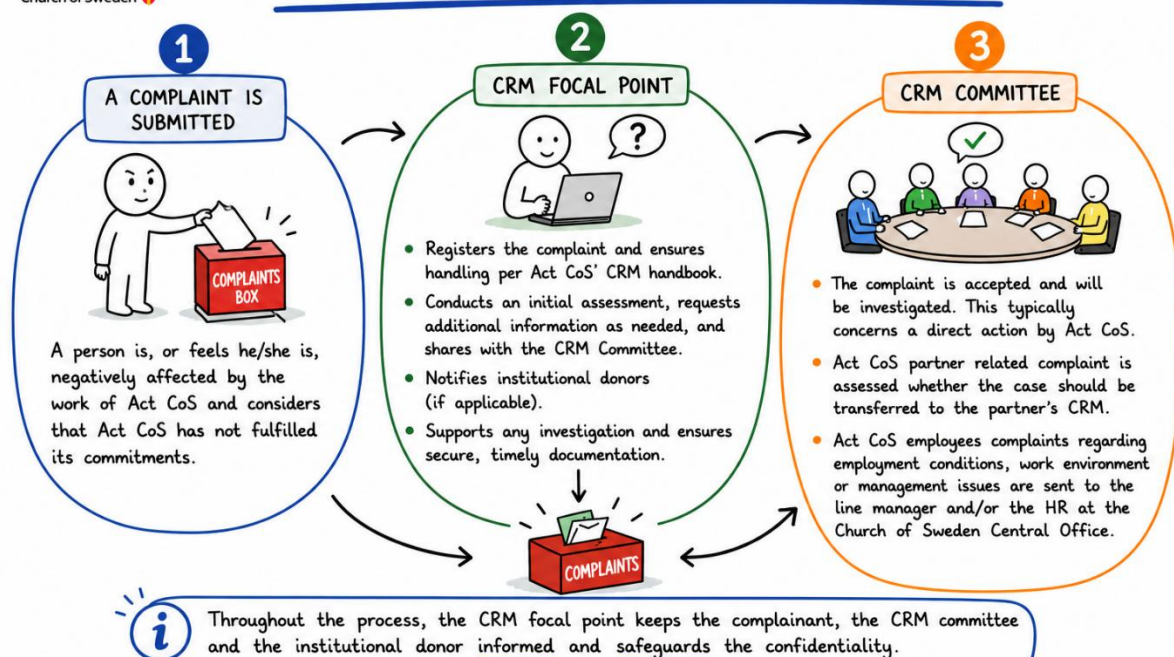 Church of Sweden
1
A COMPLAINT IS
SUBMITTED
COMPLAINTS
BOX
A person is, or feels he/she is,
negatively affected by the
work of Act CoS and considers
that Act CoS has not fulfilled
its commitments.
2
CRM FOCAL POINT
?
• Registers the complaint and ensures
handling per Act CoS' CRM handbook.
• Conducts an initial assessment, requests
additional information as needed, and
shares with the CRM Committee.
• Notifies institutional donors
(if applicable).
• Supports any investigation and ensures
secure, timely documentation.
COMPLAINTS
3
CRM COMMITTEE
• The complaint is accepted and will
be investigated. This typically
concerns a direct action by Act CoS.
• Act CoS partner related complaint is
assessed whether the case should be
transferred to the partner's CRM.
• Act CoS employees complaints regarding
employment conditions, work environment
or management issues are sent to the
line manager and/or the HR at the
Church of Sweden Central Office.
i
Throughout the process, the CRM focal point keeps the complainant, the CRM committee
and the institutional donor informed and safeguards the confidentiality.